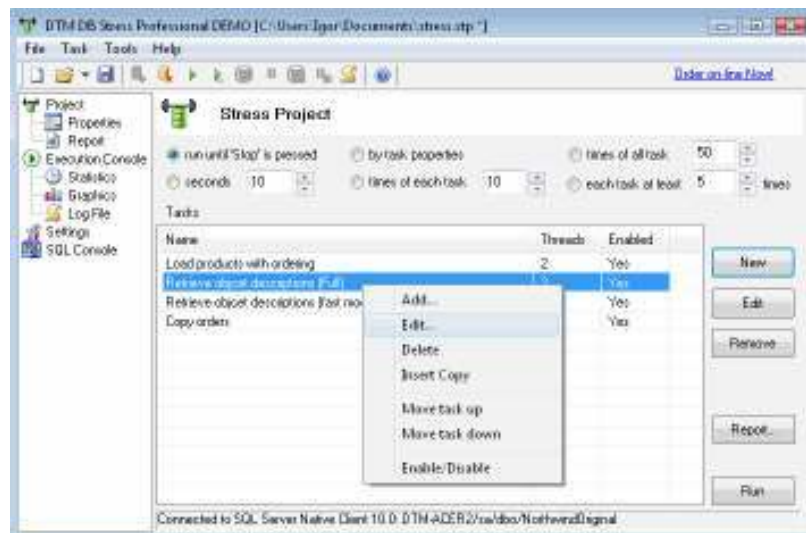 DTM DB Stress Professional DEMO [C:\Users\Igor\Documents\stress.stp *]
File Task Tools Help
Order on-line Now!
Project
Properties
Report
Execution Console
Statistics
Graphics
Log File
Settings
SQL Console
Stress Project
run until "Stop" is pressed
by task properties
times of all task 50
seconds 10
times of each task 10
each task at least 5 times
Tasks
Name Threads Enabled
Load products with ordering 2 Yes
Retrieve objcet descriptions (Full) Yes
Retrieve objcet descriptions (fast mo Yes
Copy orders Yes
Add...
Edit...
Delete
Insert Copy
Move task up
Move task down
Enable/Disable
New
Edit
Remove
Report...
Run
Connected to SQL Server Native Client 10.0: DTM-ACER2/sa/dbo/NorthwindOriginal